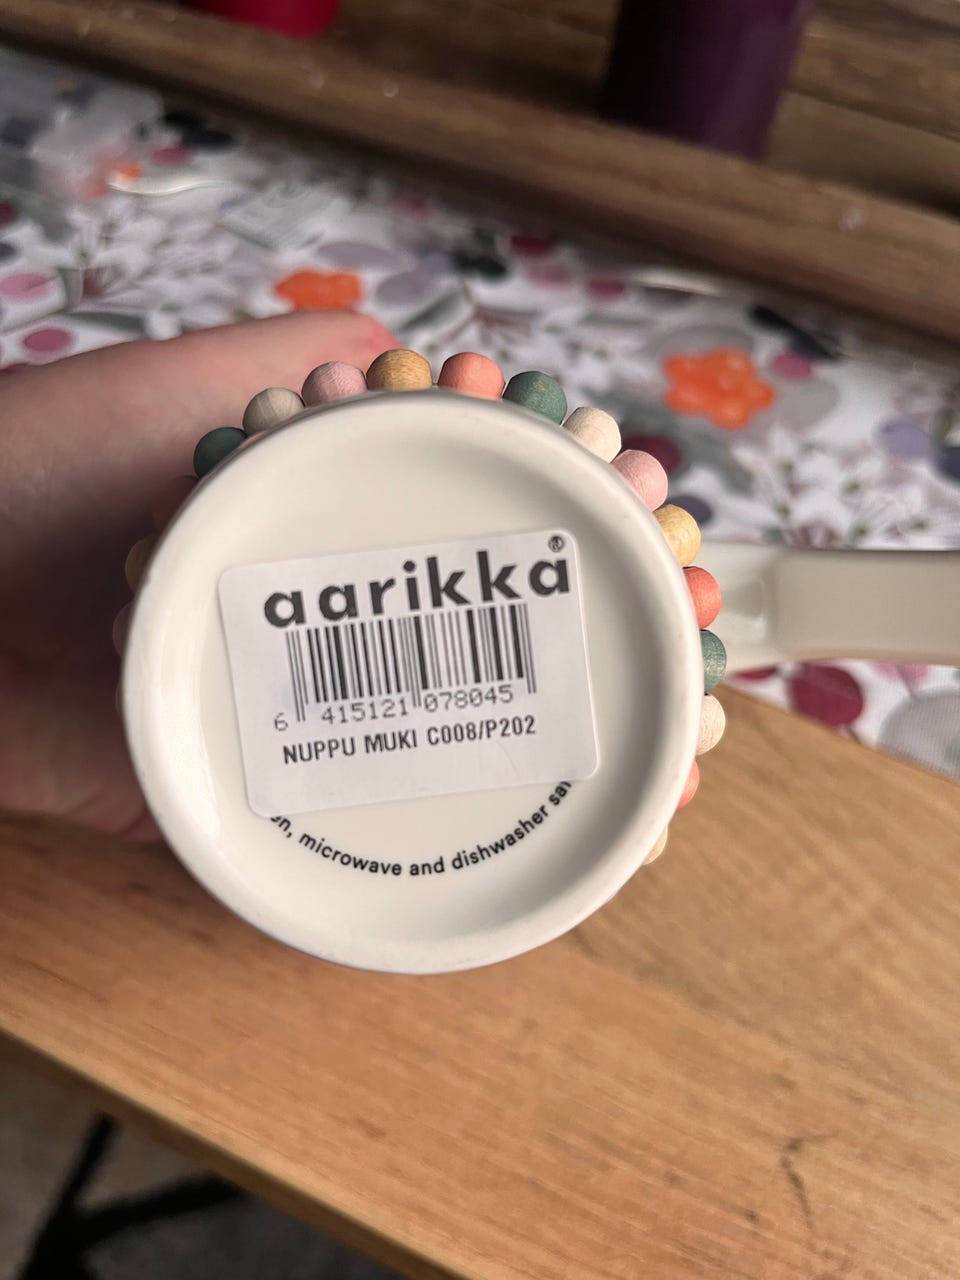 aarikka®
6 415121 078045
NUPPU MUKI C008/P202
microwave and dishwasher